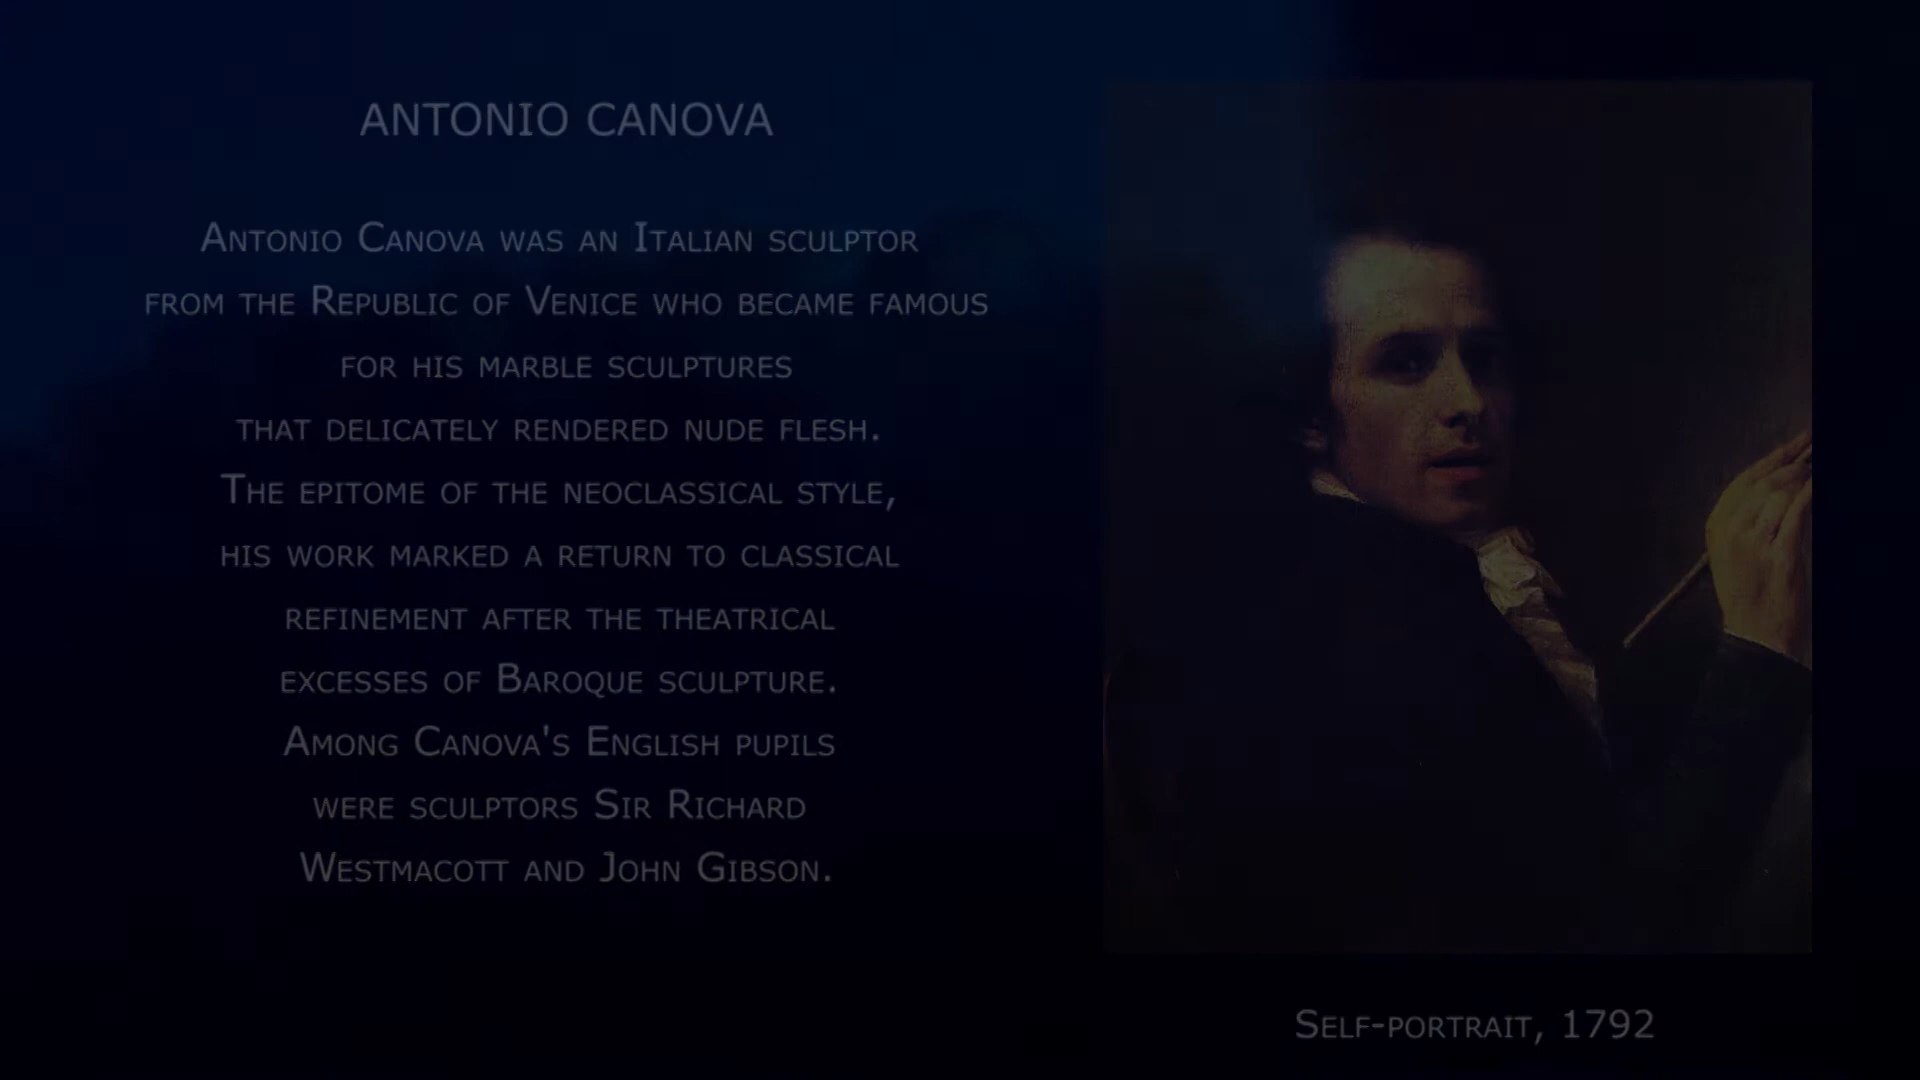 ANTONIO CANOVA
Antonio Canova was an Italian sculptor
from the Republic of Venice who became famous
for his marble sculptures
that delicately rendered nude flesh.
The epitome of the neoclassical style,
his work marked a return to classical
refinement after the theatrical
excesses of Baroque sculpture.
Among Canova's English pupils
were sculptors Sir Richard
Westmacott and John Gibson.
Self-portrait, 1792